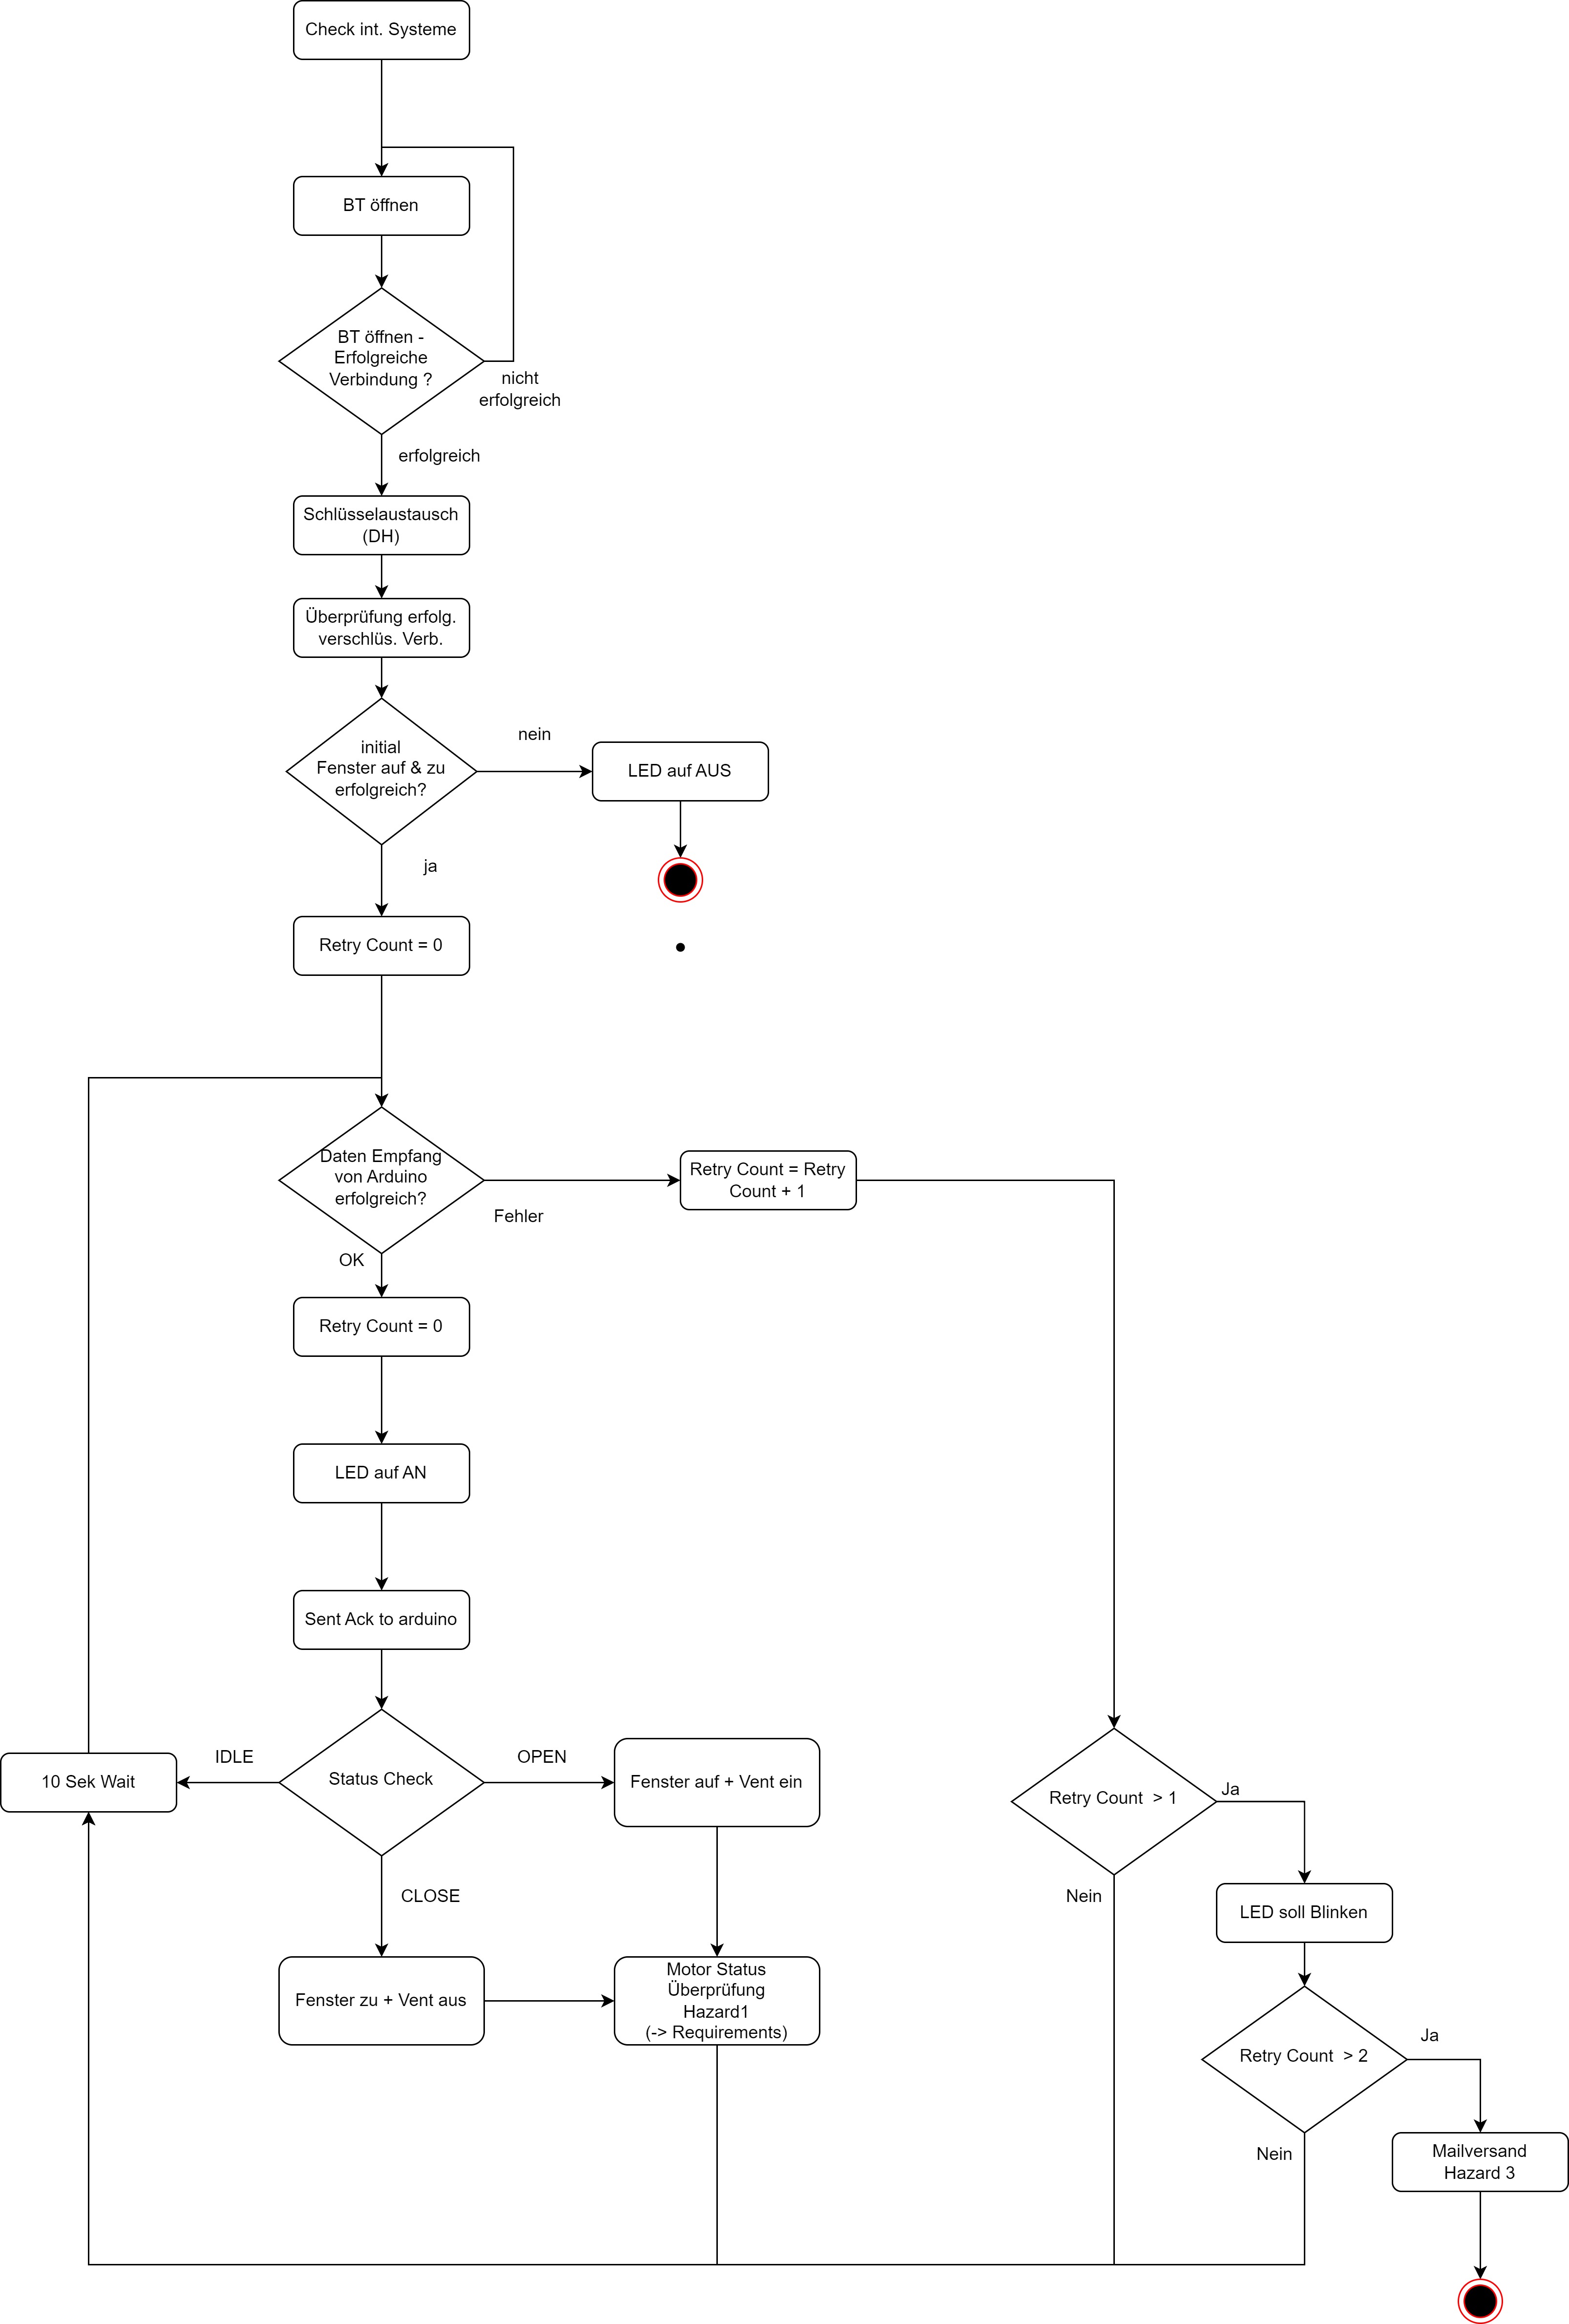 Check int. Systeme
BT öffnen
BT öffnen -
Erfolgreiche
Verbindung ?
nicht
erfolgreich
erfolgreich
Schlüsselaustausch
(DH)
Überprüfung erfolg.
verschlüs. Verb.
initial
Fenster auf & zu
erfolgreich?
nein
LED auf AUS
ja
Retry Count = 0
Daten Empfang
von Arduino
erfolgreich?
Fehler
Retry Count = Retry
Count + 1
OK
Retry Count = 0
LED auf AN
Sent Ack to arduino
Status Check
IDLE
10 Sek Wait
OPEN
Fenster auf + Vent ein
CLOSE
Fenster zu + Vent aus
Motor Status
Überprüfung
Hazard1
(-> Requirements)
Retry Count  > 1
Ja
Nein
LED soll Blinken
Retry Count  > 2
Ja
Nein
Mailversand
Hazard 3